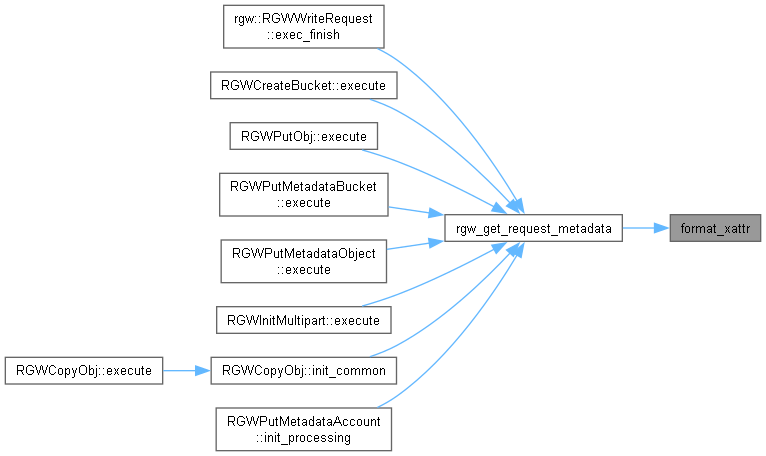 rgw::RGWWriteRequest
::exec_finish
RGWCreateBucket::execute
RGWPutObj::execute
RGWPutMetadataBucket
::execute
rgw_get_request_metadata
format_xattr
RGWPutMetadataObject
::execute
RGWInitMultipart::execute
RGWCopyObj::execute
RGWCopyObj::init_common
RGWPutMetadataAccount
::init_processing